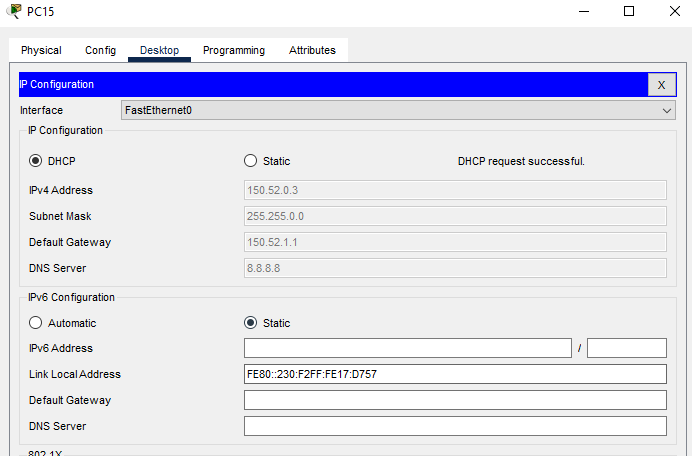 PC15
Physical Config Desktop Programming Attributes
IP Configuration X
Interface FastEthernet0
IP Configuration
DHCP Static DHCP request successful.
IPv4 Address 150.52.0.3
Subnet Mask 255.255.0.0
Default Gateway 150.52.1.1
DNS Server 8.8.8.8
IPv6 Configuration
Automatic Static
IPv6 Address /
Link Local Address FE80::230:F2FF:FE17:D757
Default Gateway
DNS Server
802.1X